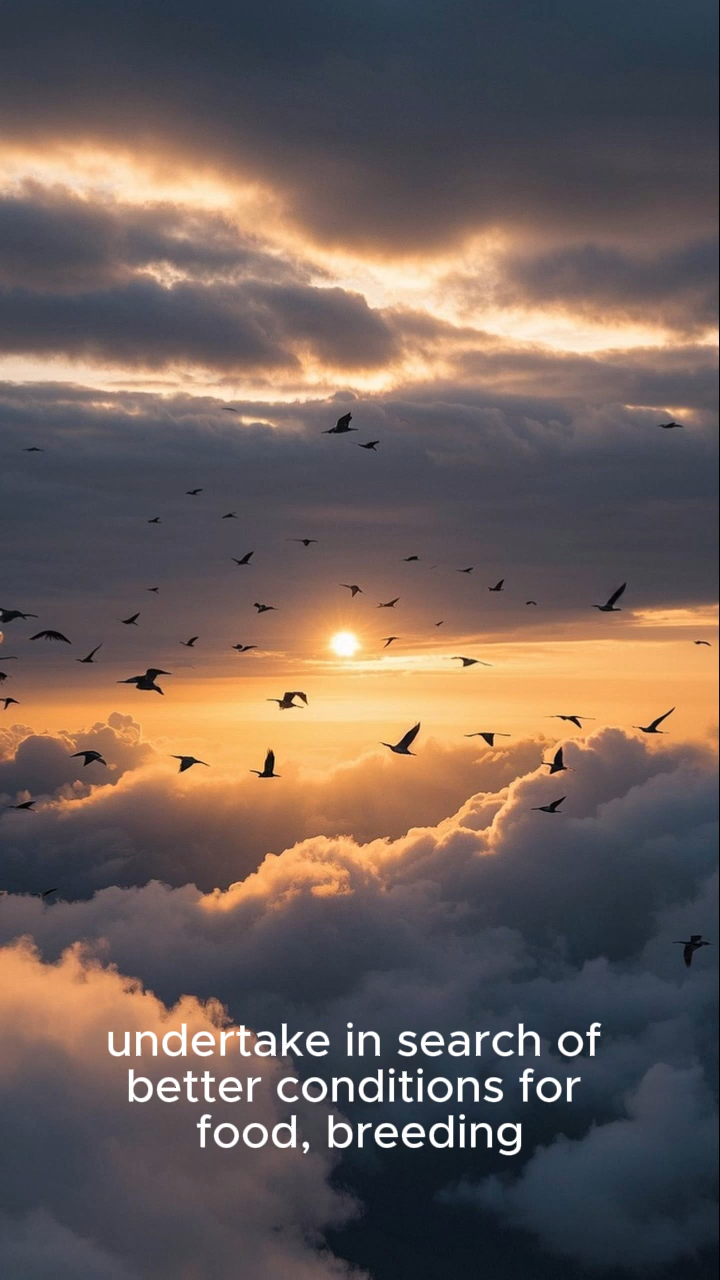 undertake in search of
better conditions for
food, breeding